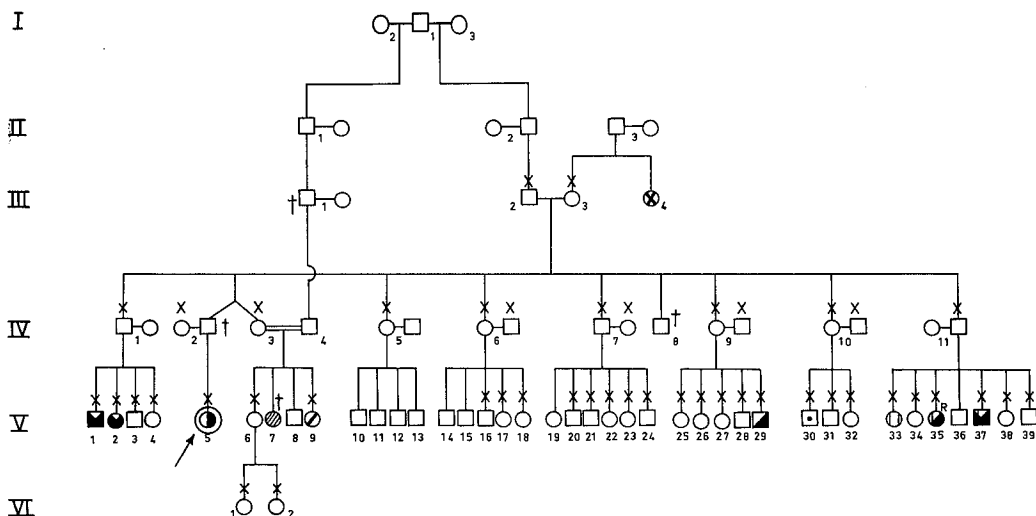 I
2 1 3
II
1 2 3
III
† 1 2 3 4
IV
1 2 † 3 4 5 6 7 8 † 9 10 11
V
† R
1 2 3 4 5 6 7 8 9 10 11 12 13 14 15 16 17 18 19 20 21 22 23 24 25 26 27 28 29 30 31 32 33 34 35 36 37 38 39
VI
1 2